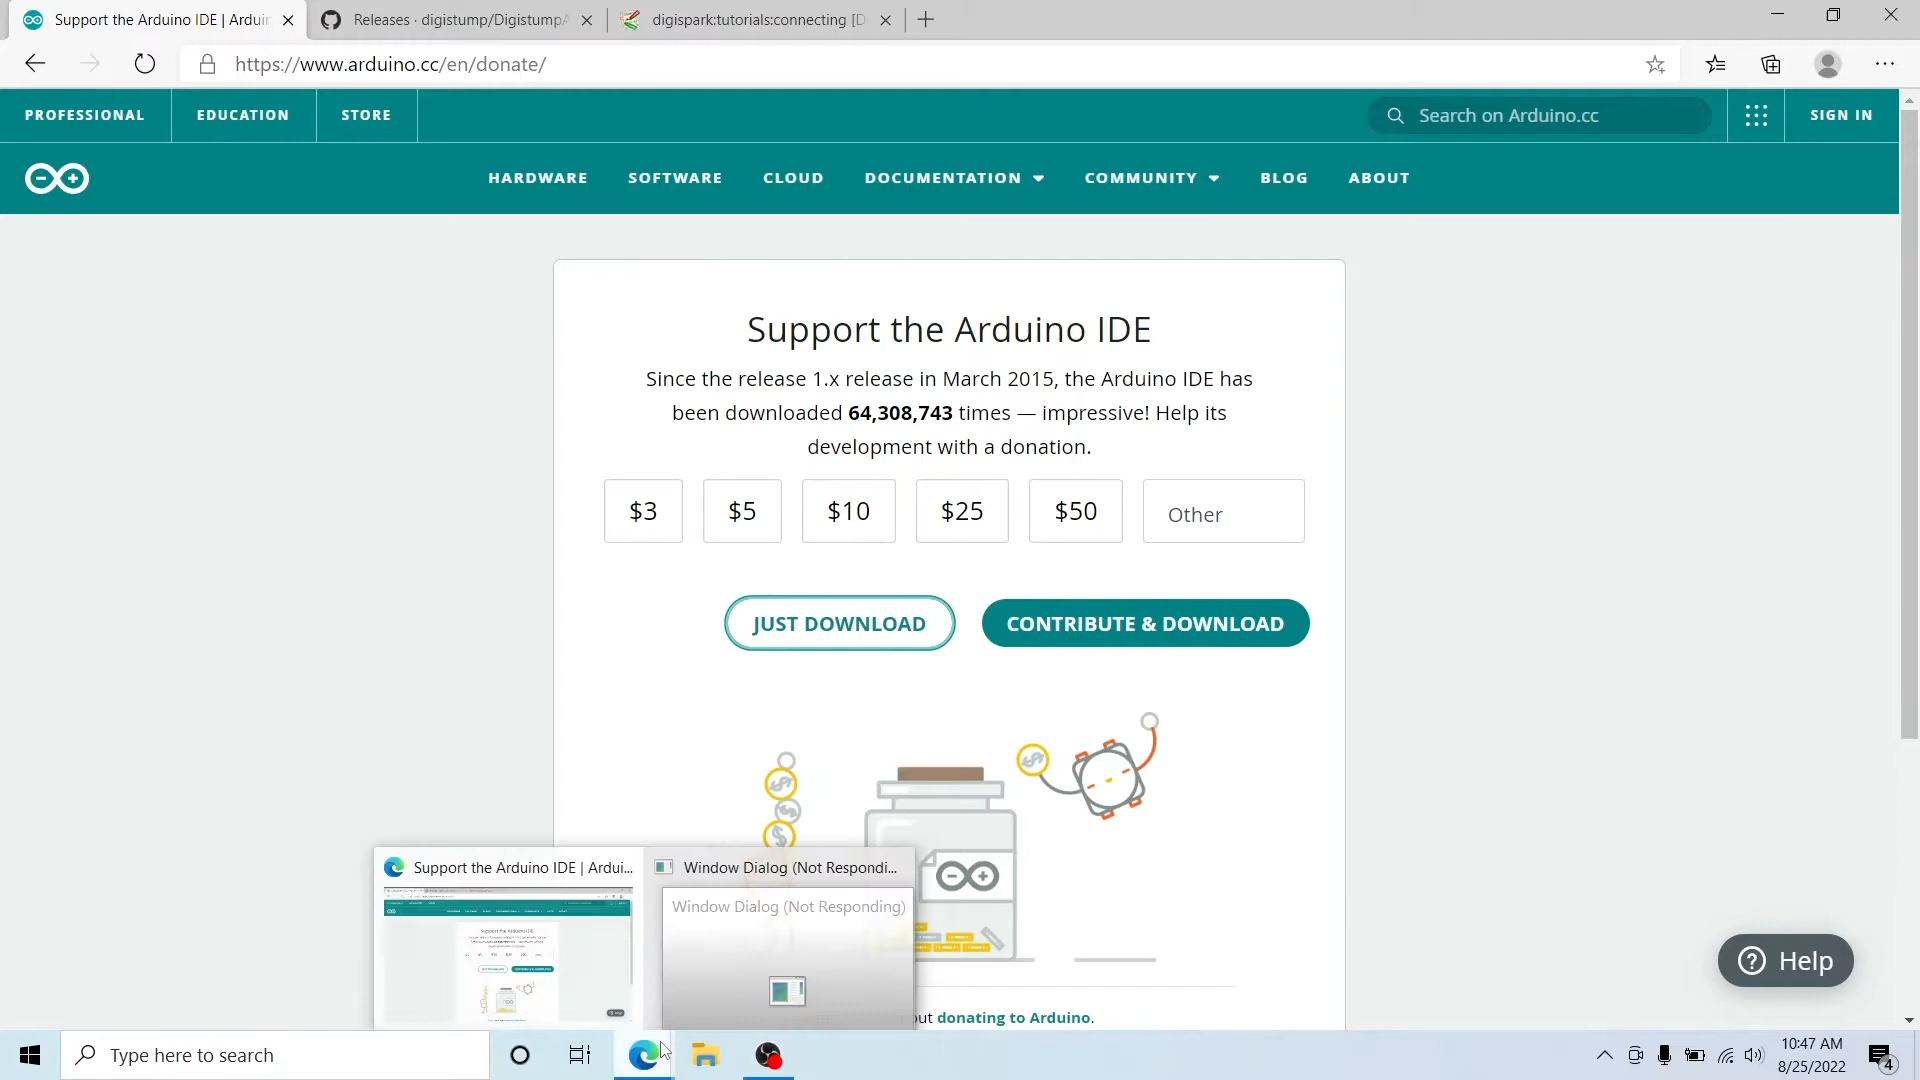 Support the Arduino IDE | Arduin
Releases · digistump/DigistumpA
digispark:tutorials:connecting [D
https://www.arduino.cc/en/donate/
PROFESSIONAL
EDUCATION
STORE
Search on Arduino.cc
SIGN IN
HARDWARE
SOFTWARE
CLOUD
DOCUMENTATION
COMMUNITY
BLOG
ABOUT
Support the Arduino IDE
Since the release 1.x release in March 2015, the Arduino IDE has
been downloaded 64,308,743 times — impressive! Help its
development with a donation.
$3
$5
$10
$25
$50
Other
JUST DOWNLOAD
CONTRIBUTE & DOWNLOAD
Support the Arduino IDE | Ardui...
Window Dialog (Not Respondi...
Window Dialog (Not Responding)
Help
out donating to Arduino.
Type here to search
10:47 AM
8/25/2022
4